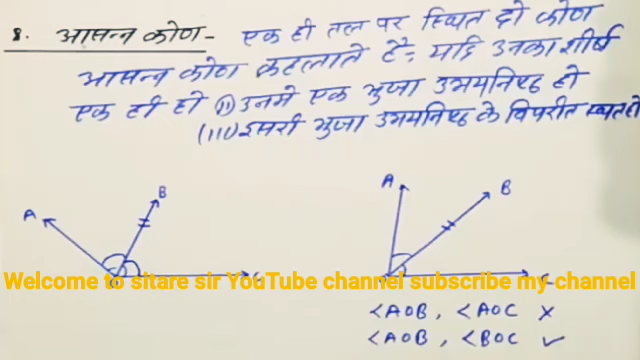 8. आसन्न कोण - एक ही तल पर स्थित दो कोण
आसन्न कोण कहलाते है; यदि उनका शीर्ष
एक ही हो (ii) उनमे एक भुजा उभयनिष्ठ हो
(iii) दूसरी भुजा उभयनिष्ठ के विपरीत
A B
A B
Welcome to sitare sir YouTube channel subscribe my channel
<AOB, <AOC ×
<AOB, <BOC ✓